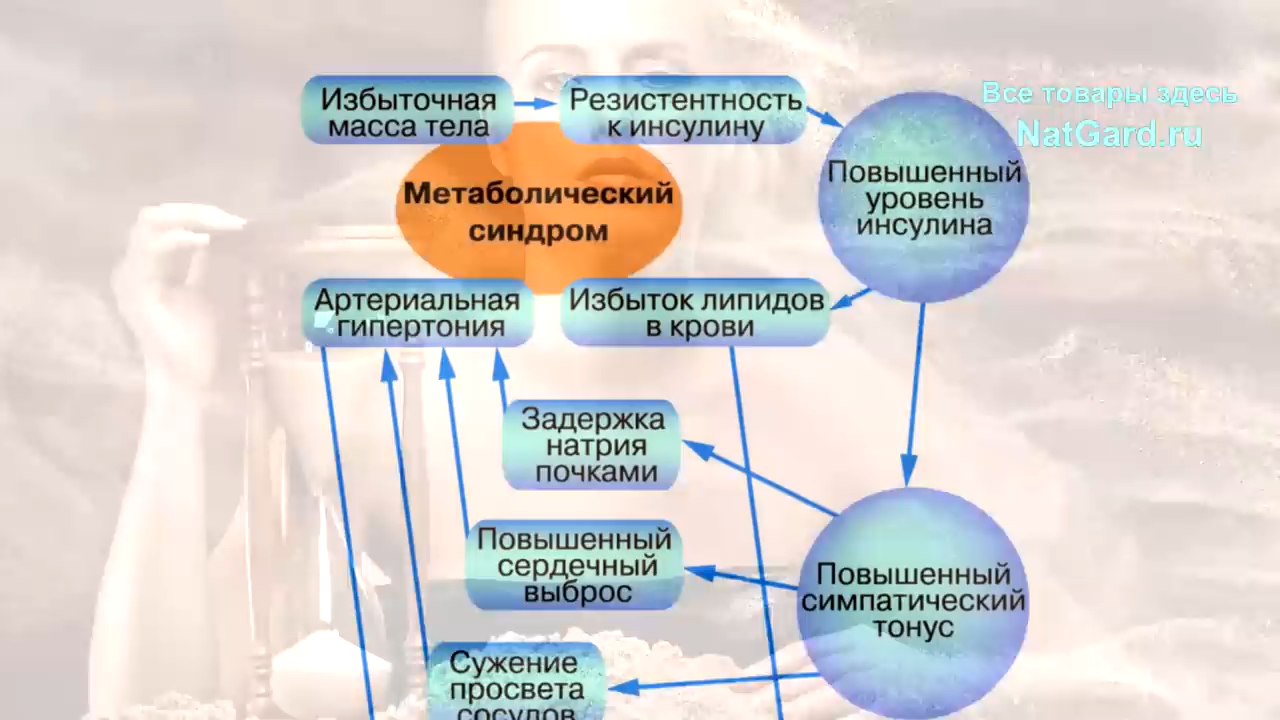 Все товары здесь
NatGard.ru
Избыточная
масса тела
Резистентность
к инсулину
Повышенный
уровень
инсулина
Метаболический
синдром
Артериальная
гипертония
Избыток липидов
в крови
Задержка
натрия
почками
Повышенный
сердечный
выброс
Повышенный
симпатический
тонус
Сужение
просвета
сосудов